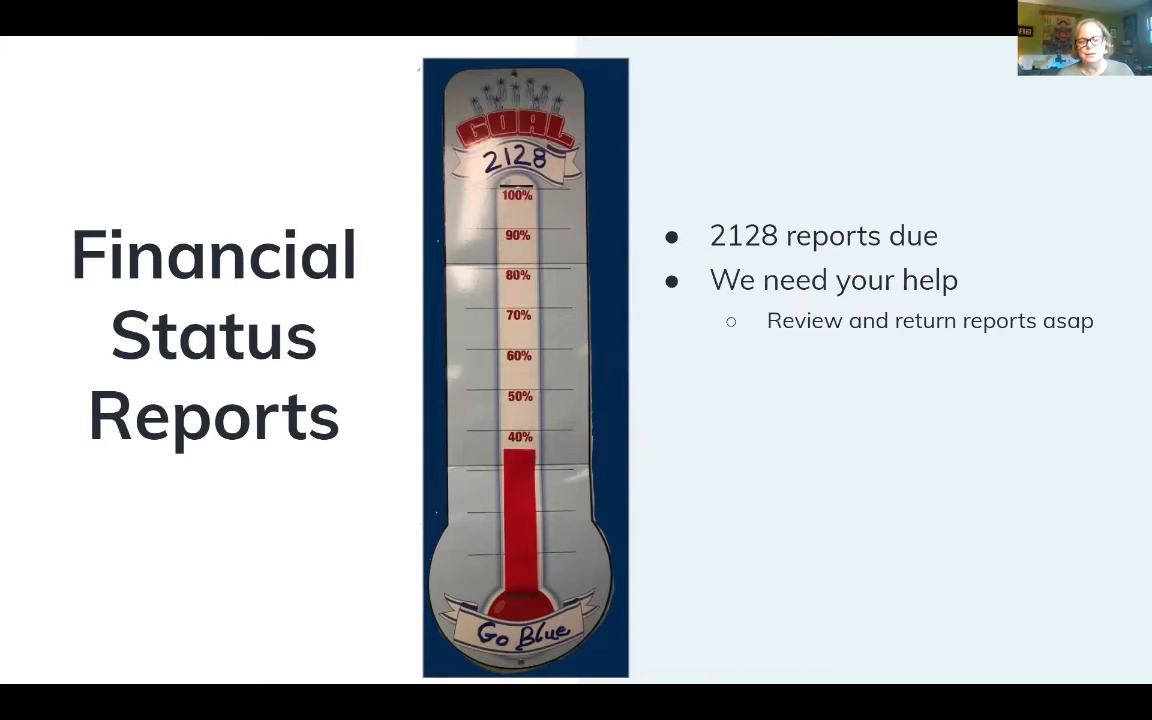 Financial
Status
Reports
GOAL
2128
100%
90%
80%
70%
60%
50%
40%
Go Blue
● 2128 reports due
● We need your help
○ Review and return reports asap